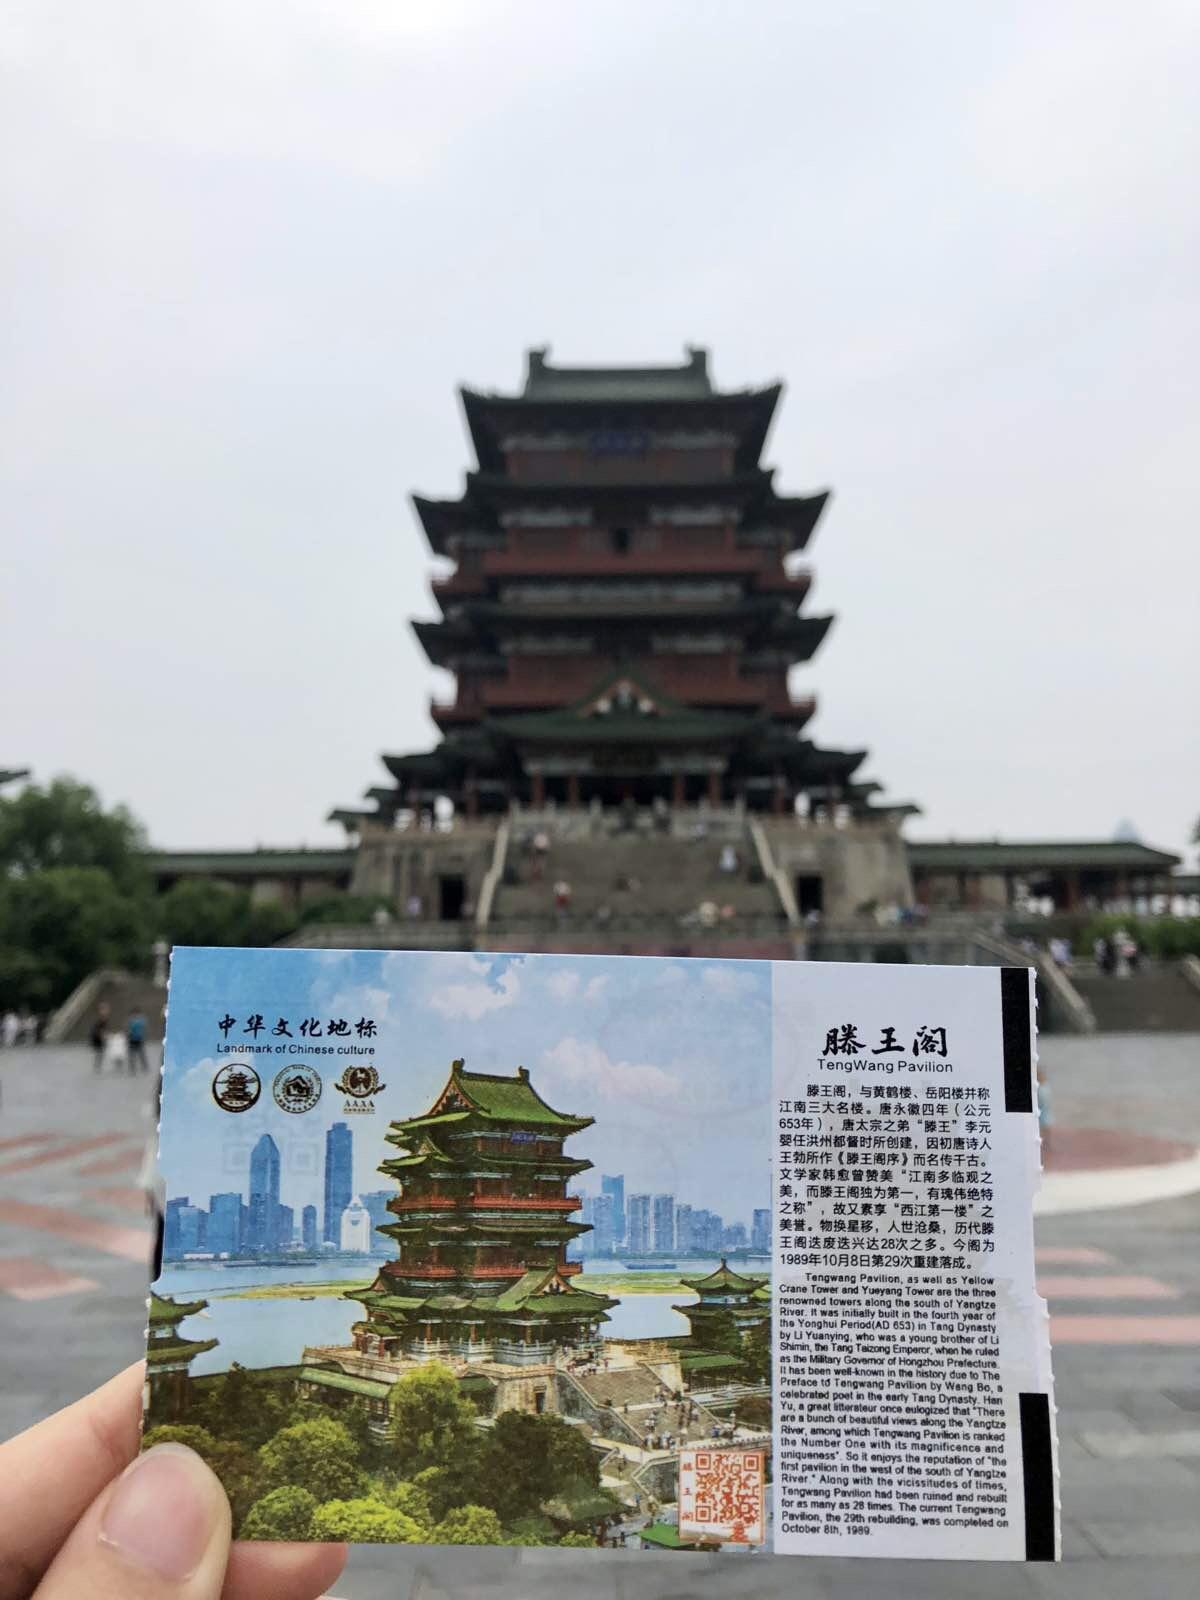 中华文化地标
Landmark of Chinese culture
AAAA
滕王阁
TengWang Pavilion
滕王阁，与黄鹤楼、岳阳楼并称
江南三大名楼。唐永徽四年（公元
653年），唐太宗之弟“滕王”李元
婴任洪州都督时所创建，因初唐诗人
王勃所作《滕王阁序》而名传千古。
文学家韩愈曾赞美“江南多临观之
美，而滕王阁独为第一，有瑰伟绝特
之称”，故又素享“西江第一楼”之
美誉。物换星移，人世沧桑，历代滕
王阁迭废迭兴达28次之多。今阁为
1989年10月8日第29次重建落成。
Tengwang Pavilion, as well as Yellow
Crane Tower and Yueyang Tower are the three
renowned towers along the south of Yangtze
River. It was initially built in the fourth year of
the Yonghui Period(AD 653) in Tang Dynasty
by Li Yuanying, who was a young brother of Li
Shimin, the Tang Taizong Emperor, when he ruled
as the Military Governor of Hongzhou Prefecture.
It has been well-known in the history due to The
Preface td Tengwang Pavilion by Wang Bo, a
celebrated poet in the early Tang Dynasty. Han
Yu, a great litterateur once eulogized that "There
are a bunch of beautiful views along the Yangtze
River, among which Tengwang Pavilion is ranked
the Number One with its magnificence and
uniqueness". So it enjoys the reputation of "the
first pavilion in the west of the south of Yangtze
River." Along with the vicissitudes of times,
Tengwang Pavilion had been ruined and rebuilt
for as many as 28 times. The current Tengwang
Pavilion, the 29th rebuilding, was completed on
October 8th, 1989.
滕王阁